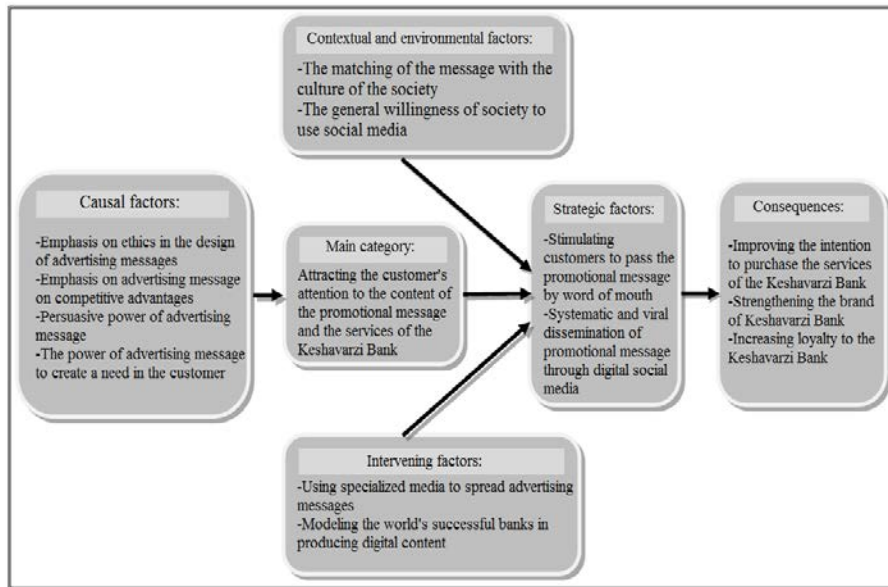 Contextual and environmental factors:
-The matching of the message with the
culture of the society
-The general willingness of society to
use social media
Causal factors:
-Emphasis on ethics in the design
of advertising messages
-Emphasis on advertising message
on competitive advantages
-Persuasive power of advertising
message
-The power of advertising message
to create a need in the customer
Main category:
Attracting the customer's
attention to the content of
the promotional message
and the services of the
Keshavarzi Bank
Strategic factors:
-Stimulating
customers to pass the
promotional message
by word of mouth
-Systematic and viral
dissemination of
promotional message
through digital social
media
Consequences:
-Improving the intention
to purchase the services
of the Keshavarzi Bank
-Strengthening the brand
of Keshavarzi Bank
-Increasing loyalty to the
Keshavarzi Bank
Intervening factors:
-Using specialized media to spread advertising
messages
-Modeling the world's successful banks in
producing digital content